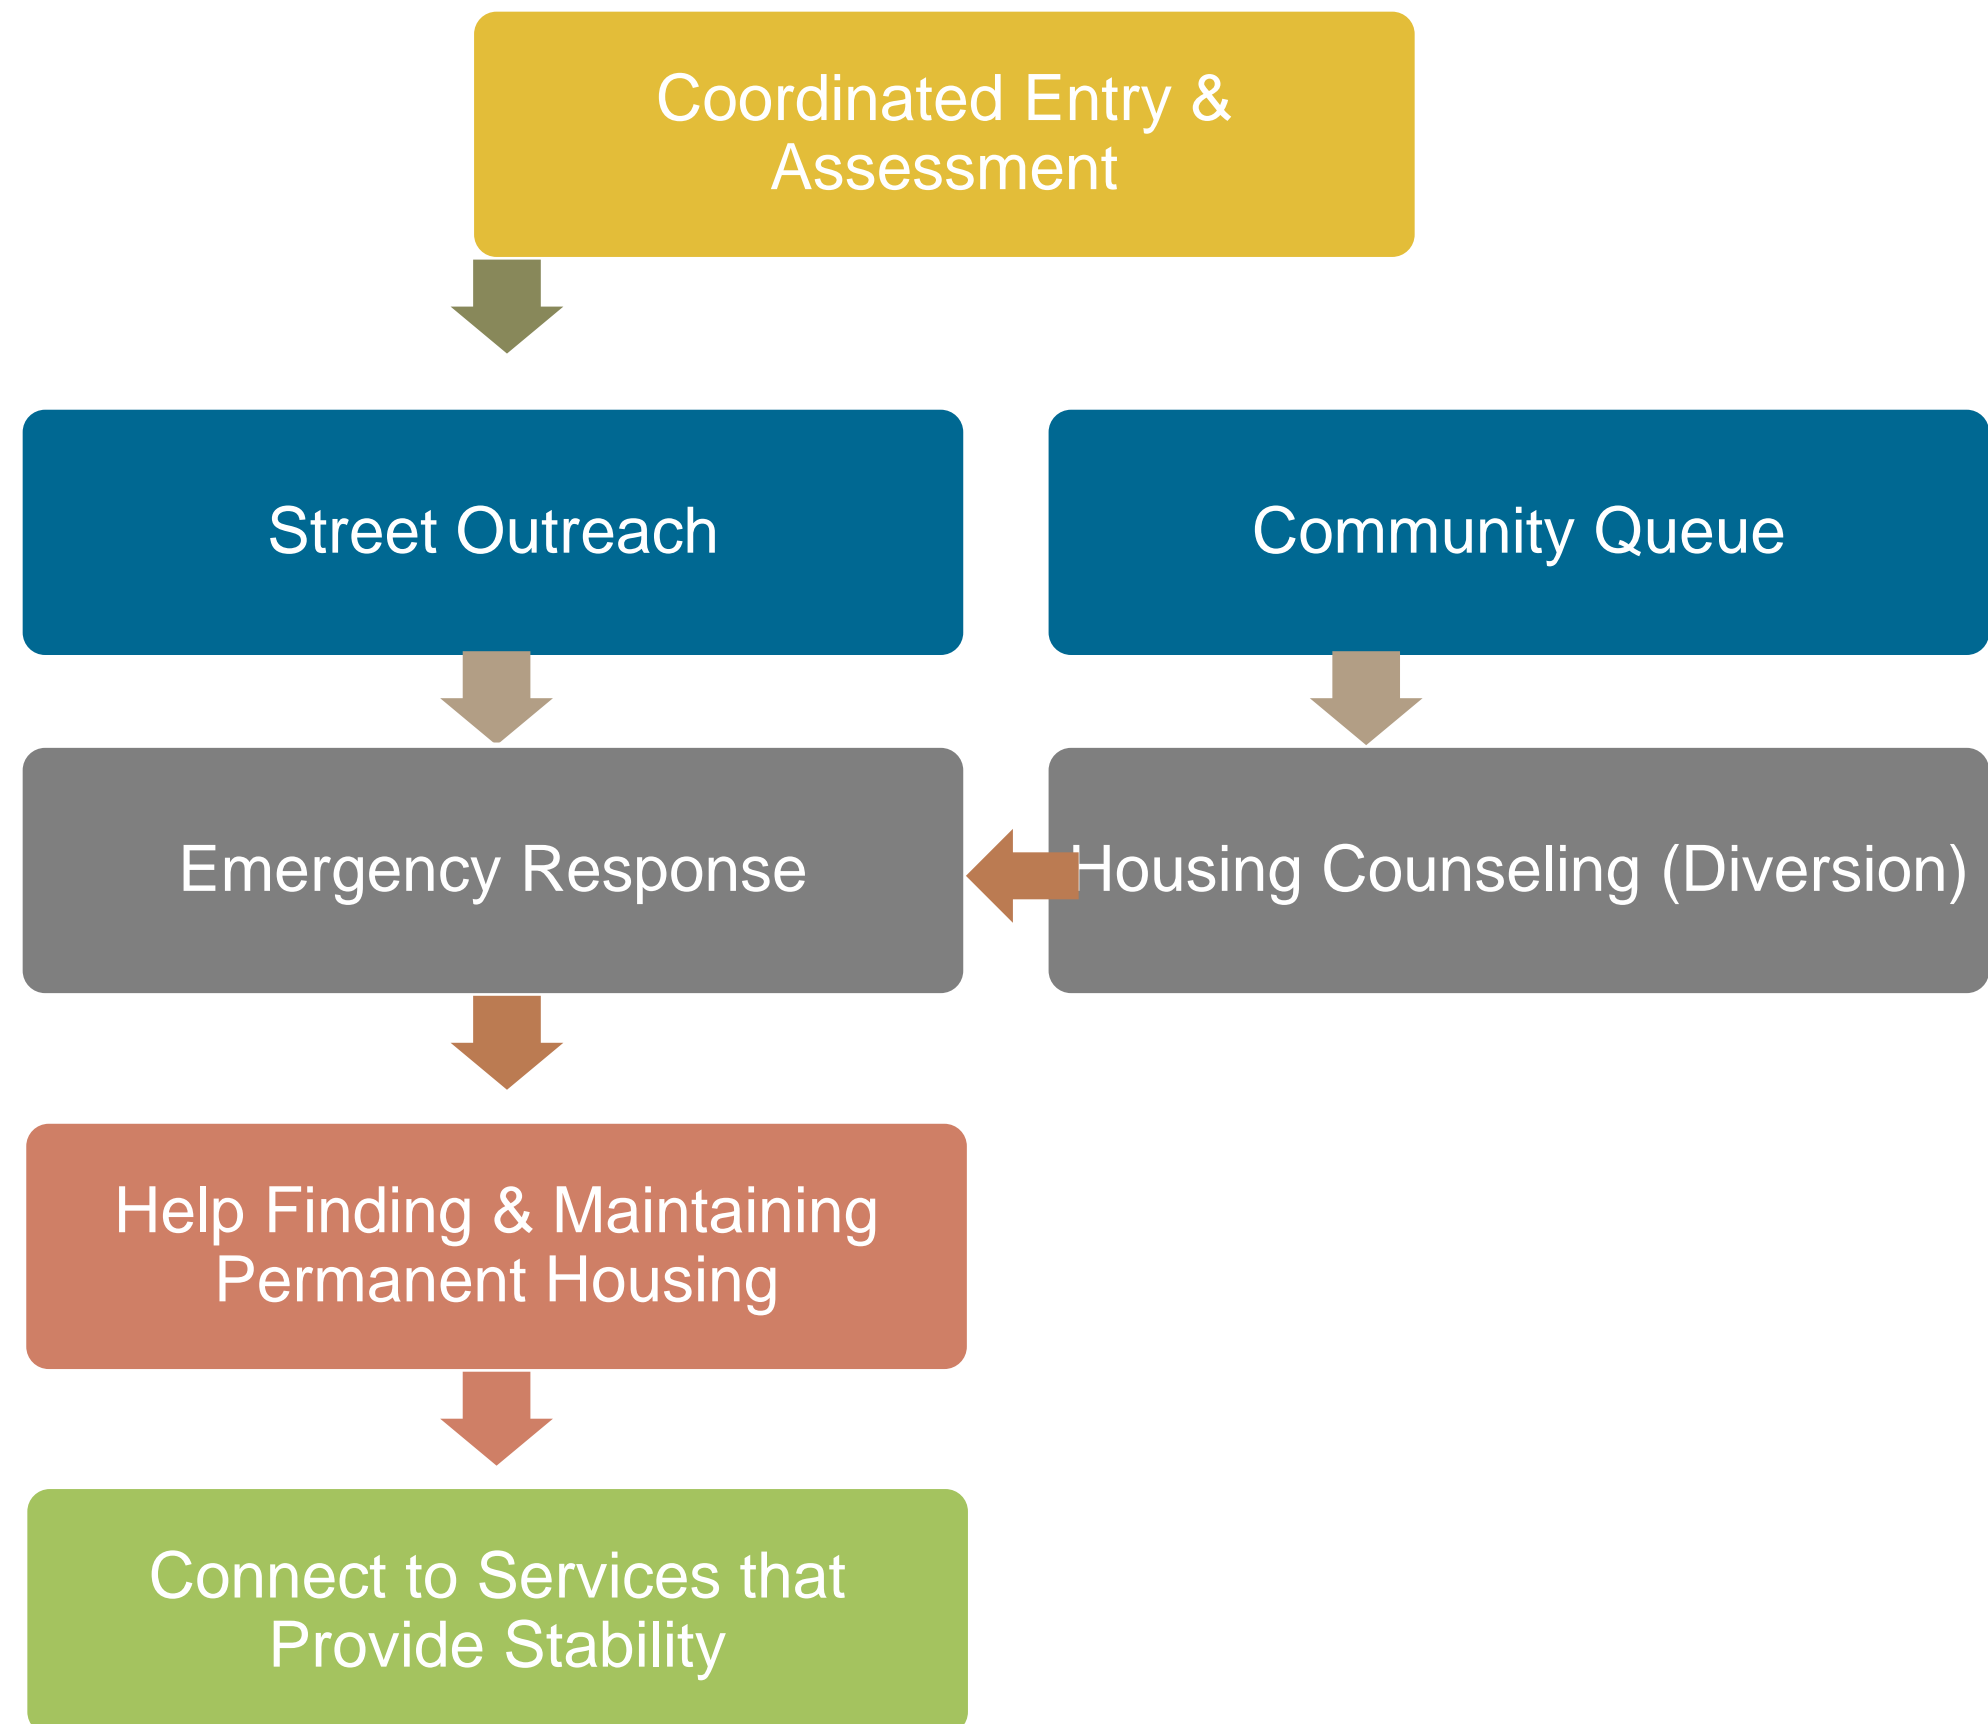 Coordinated Entry &
Assessment
Street Outreach
Community Queue
Emergency Response
Housing Counseling (Diversion)
Help Finding & Maintaining
Permanent Housing
Connect to Services that
Provide Stability